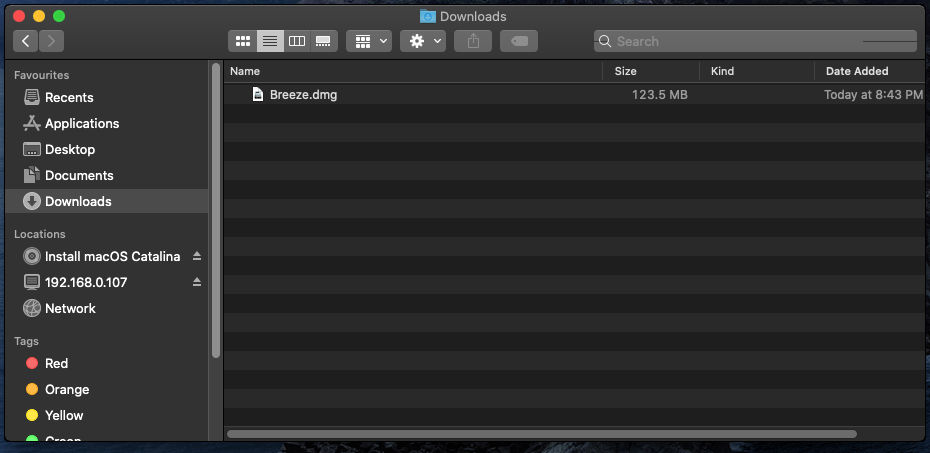 Downloads
Search
Favourites
Recents
Applications
Desktop
Documents
Downloads
Locations
Install macOS Catalina
192.168.0.107
Network
Tags
Red
Orange
Yellow
Green
Name Size Kind Date Added
Breeze.dmg 123.5 MB Today at 8:43 PM